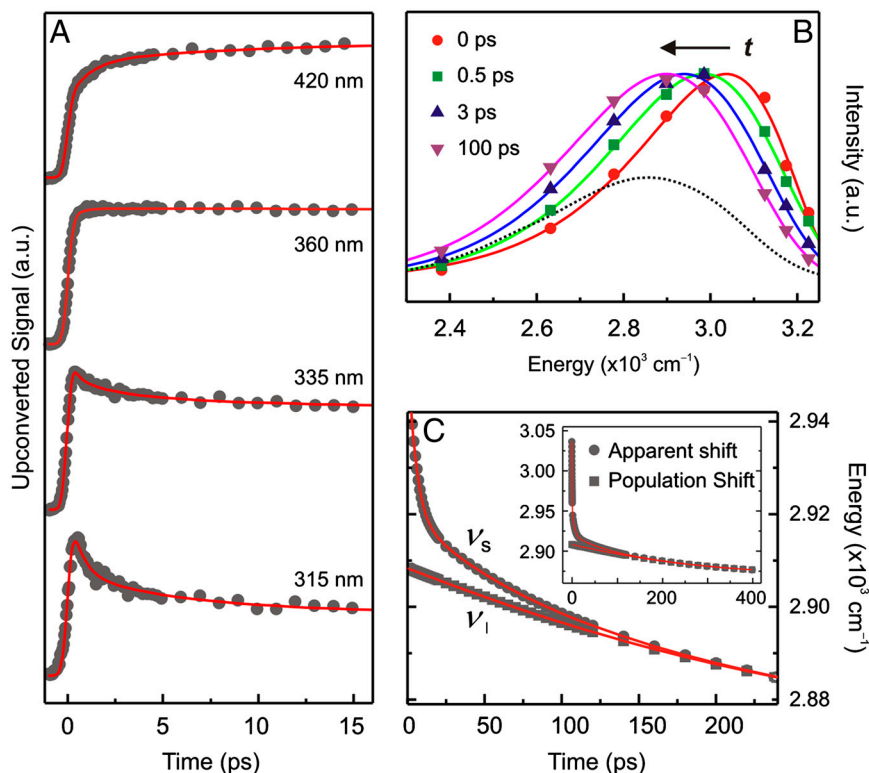 A
420 nm
360 nm
335 nm
315 nm
Upconverted Signal (a.u.)
0
5
10
15
Time (ps)
B
0 ps
0.5 ps
3 ps
100 ps
t
Intensity (a.u.)
2.4
2.6
2.8
3.0
3.2
Energy (x10³ cm⁻¹)
C
2.94
2.92
2.90
2.88
Energy (x10³ cm⁻¹)
νs
νl
3.05
3.00
2.95
2.90
0
200
400
Apparent shift
Population Shift
0
50
75
100
125
150
200
Time (ps)